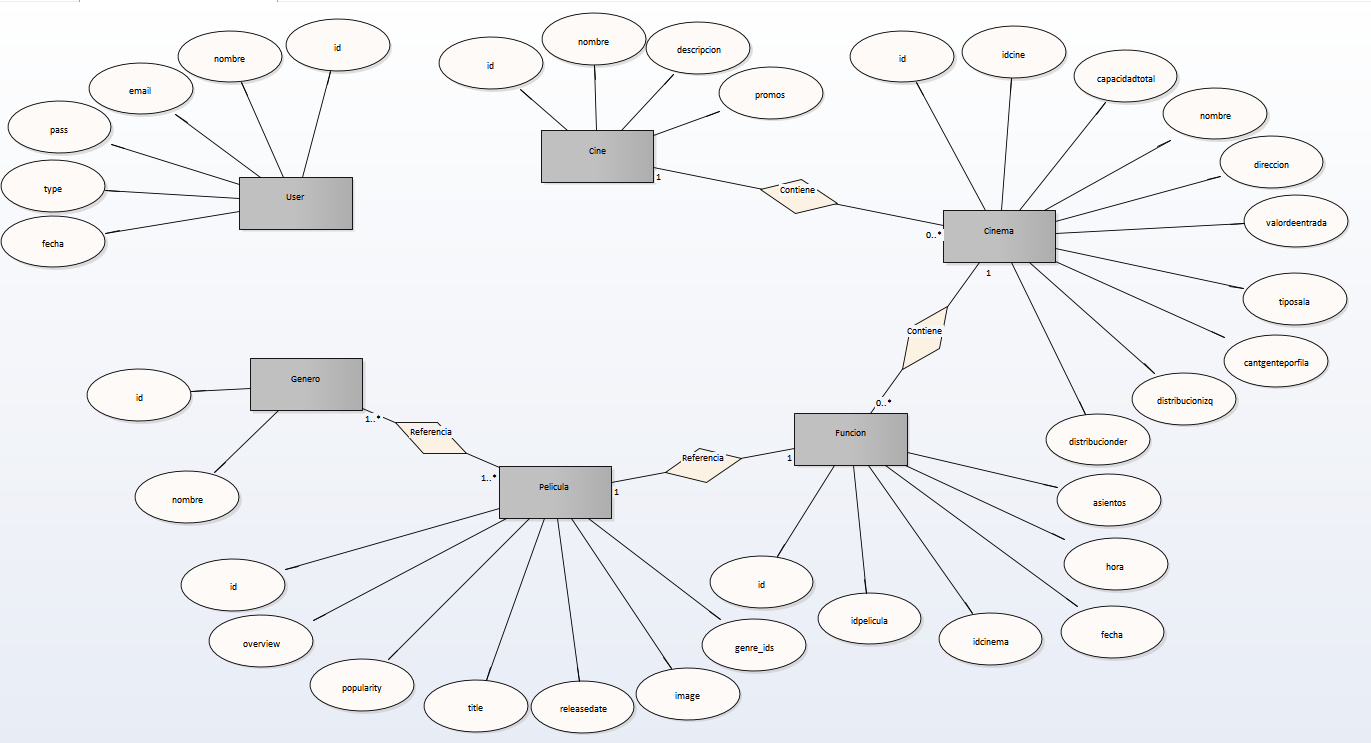 id
nombre
email
pass
type
fecha
User
id
nombre
descripcion
promos
Cine
1
Contiene
0..*
id
idcine
capacidadtotal
nombre
direccion
valordeentrada
tiposala
cantgenteporfila
distribucionizq
distribucionder
Cinema
1
Contiene
0..*
Genero
id
nombre
1..*
Referencia
1..*
Pelicula
1
Referencia
1
Funcion
id
overview
popularity
title
releasedate
image
genre_ids
id
idpelicula
idcinema
fecha
hora
asientos